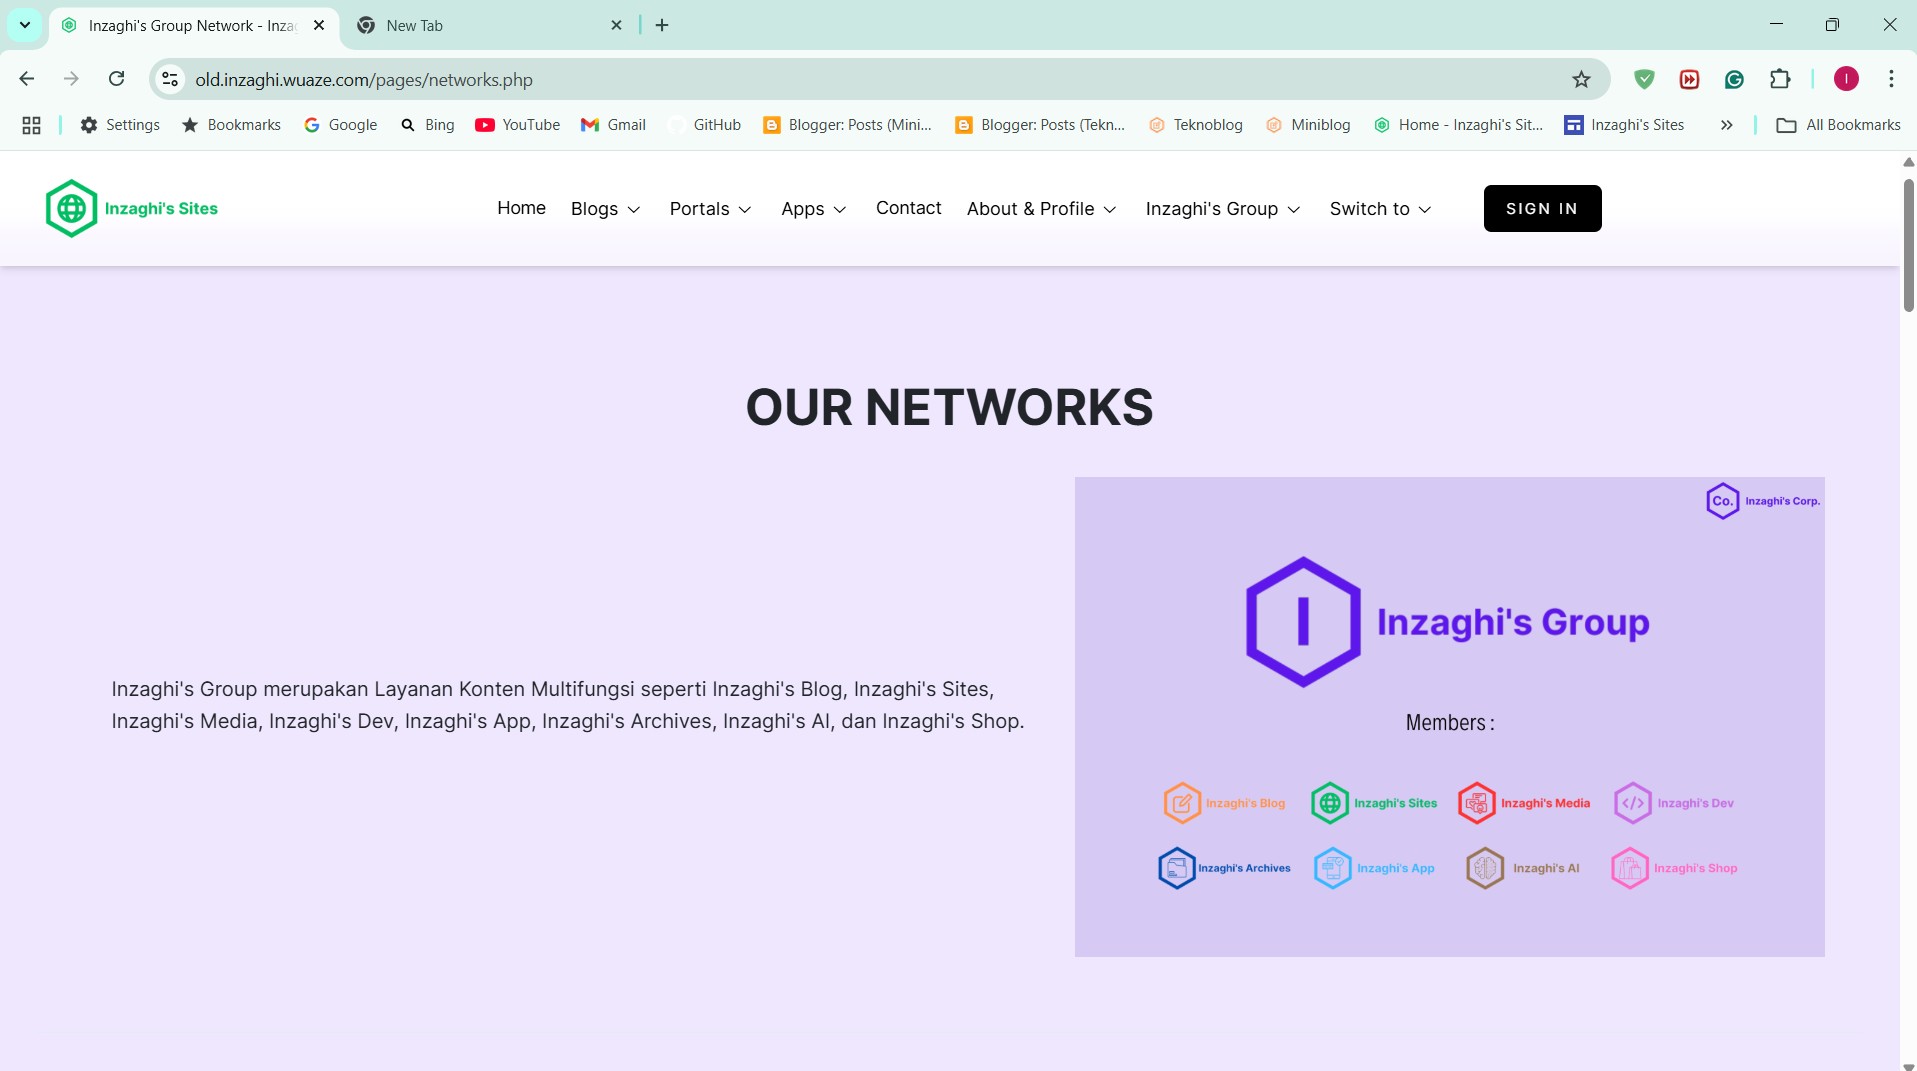 Inzaghi's Group Network - Inza
New Tab
old.inzaghi.wuaze.com/pages/networks.php
I
Settings
Bookmarks
Google
Bing
YouTube
Gmail
GitHub
Blogger: Posts (Mini...
Blogger: Posts (Tekn...
Teknoblog
Miniblog
Home - Inzaghi's Sit...
Inzaghi's Sites
All Bookmarks
Inzaghi's Sites
Home
Blogs
Portals
Apps
Contact
About & Profile
Inzaghi's Group
Switch to
SIGN IN
OUR NETWORKS
Inzaghi's Group merupakan Layanan Konten Multifungsi seperti Inzaghi's Blog, Inzaghi's Sites,
Inzaghi's Media, Inzaghi's Dev, Inzaghi's App, Inzaghi's Archives, Inzaghi's AI, dan Inzaghi's Shop.
Co. Inzaghi's Corp.
I Inzaghi's Group
Members :
Inzaghi's Blog
Inzaghi's Sites
Inzaghi's Media
Inzaghi's Dev
Inzaghi's Archives
Inzaghi's App
Inzaghi's AI
Inzaghi's Shop